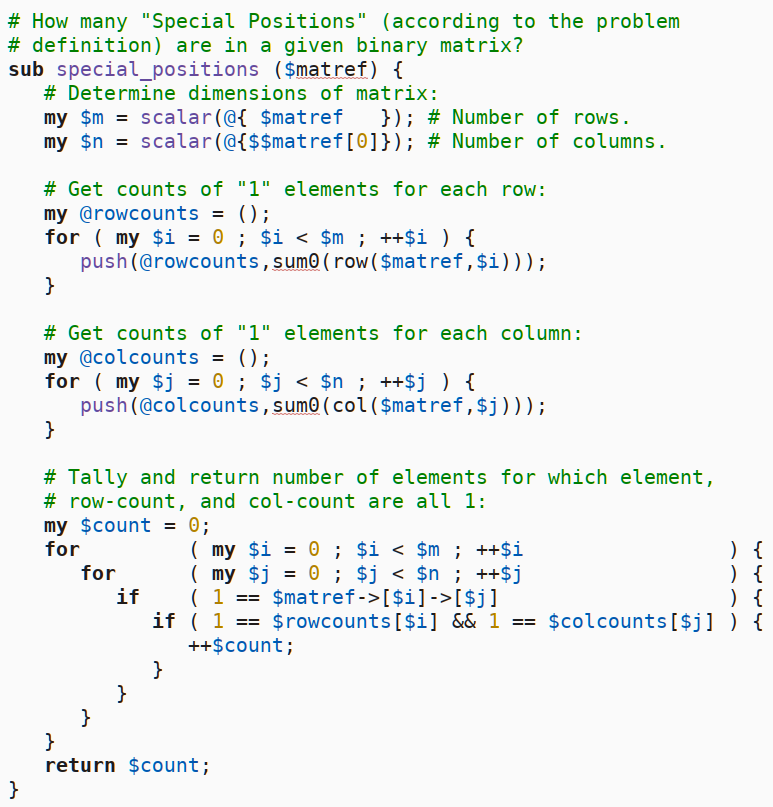 # How many "Special Positions" (according to the problem
# definition) are in a given binary matrix?
sub special_positions ($matref) {
   # Determine dimensions of matrix:
   my $m = scalar(@{ $matref   }); # Number of rows.
   my $n = scalar(@{$$matref[0]}); # Number of columns.

   # Get counts of "1" elements for each row:
   my @rowcounts = ();
   for ( my $i = 0 ; $i < $m ; ++$i ) {
      push(@rowcounts,sum0(row($matref,$i)));
   }

   # Get counts of "1" elements for each column:
   my @colcounts = ();
   for ( my $j = 0 ; $j < $n ; ++$j ) {
      push(@colcounts,sum0(col($matref,$j)));
   }

   # Tally and return number of elements for which element,
   # row-count, and col-count are all 1:
   my $count = 0;
   for         ( my $i = 0 ; $i < $m ; ++$i                 ) {
      for      ( my $j = 0 ; $j < $n ; ++$j                 ) {
         if    ( 1 == $matref->[$i]->[$j]                   ) {
            if ( 1 == $rowcounts[$i] && 1 == $colcounts[$j] ) {
               ++$count;
            }
         }
      }
   }
   return $count;
}